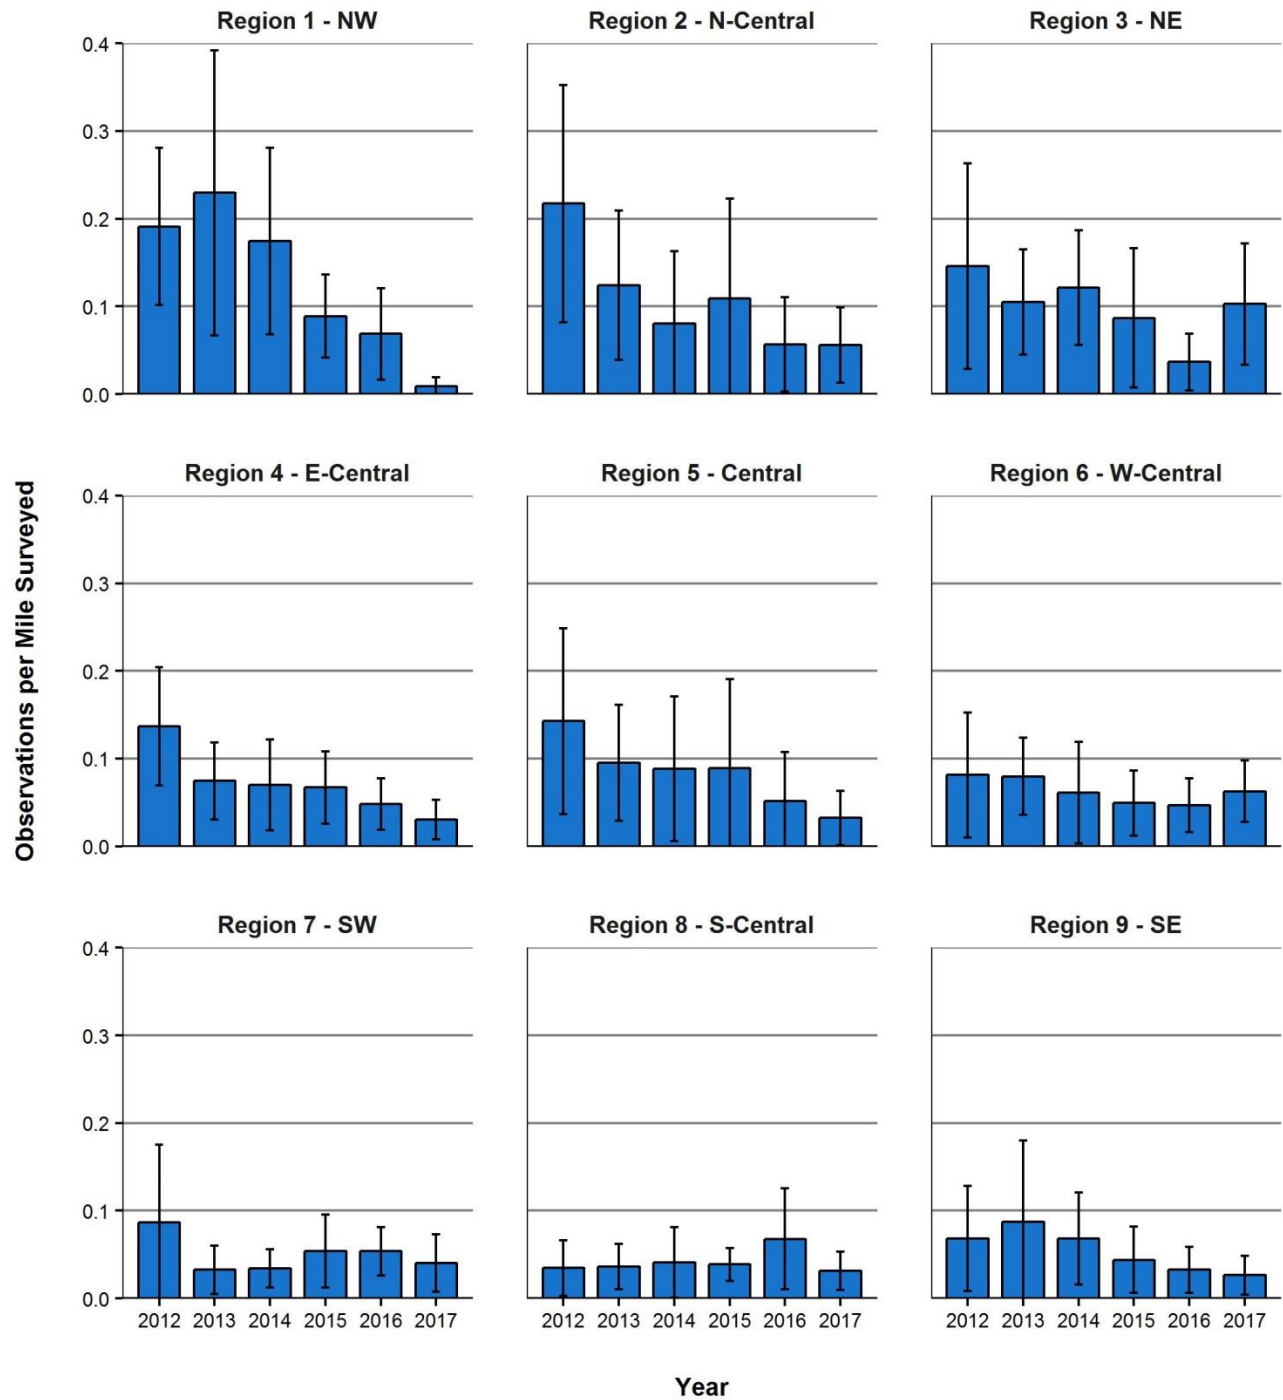 Region 1 - NW
Region 2 - N-Central
Region 3 - NE
0.4
0.3
0.2
0.1
0.0
Region 4 - E-Central
Region 5 - Central
Region 6 - W-Central
0.4
0.3
0.2
0.1
0.0
Observations per Mile Surveyed
Region 7 - SW
Region 8 - S-Central
Region 9 - SE
0.4
0.3
0.2
0.1
0.0
2012 2013 2014 2015 2016 2017
2012 2013 2014 2015 2016 2017
2012 2013 2014 2015 2016 2017
Year